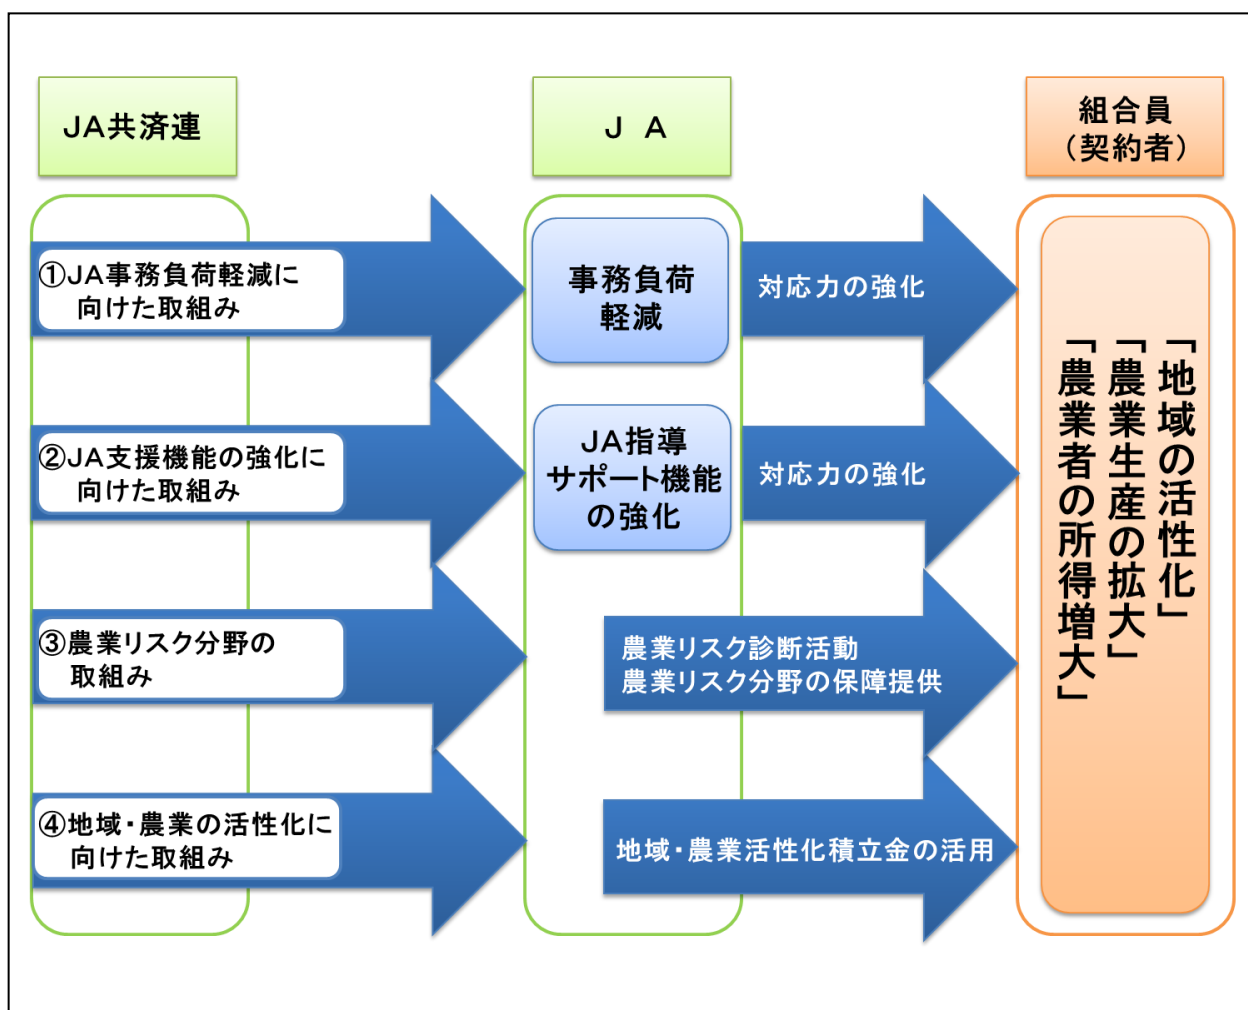 JA共済連
J A
組合員
（契約者）
①JA事務負荷軽減に
向けた取組み
事務負荷
軽減
対応力の強化
②JA支援機能の強化に
向けた取組み
JA指導
サポート機能
の強化
対応力の強化
③農業リスク分野の
取組み
農業リスク診断活動
農業リスク分野の保障提供
④地域・農業の活性化に
向けた取組み
地域・農業活性化積立金の活用
「地域の活性化」
「農業生産の拡大」
「農業者の所得増大」